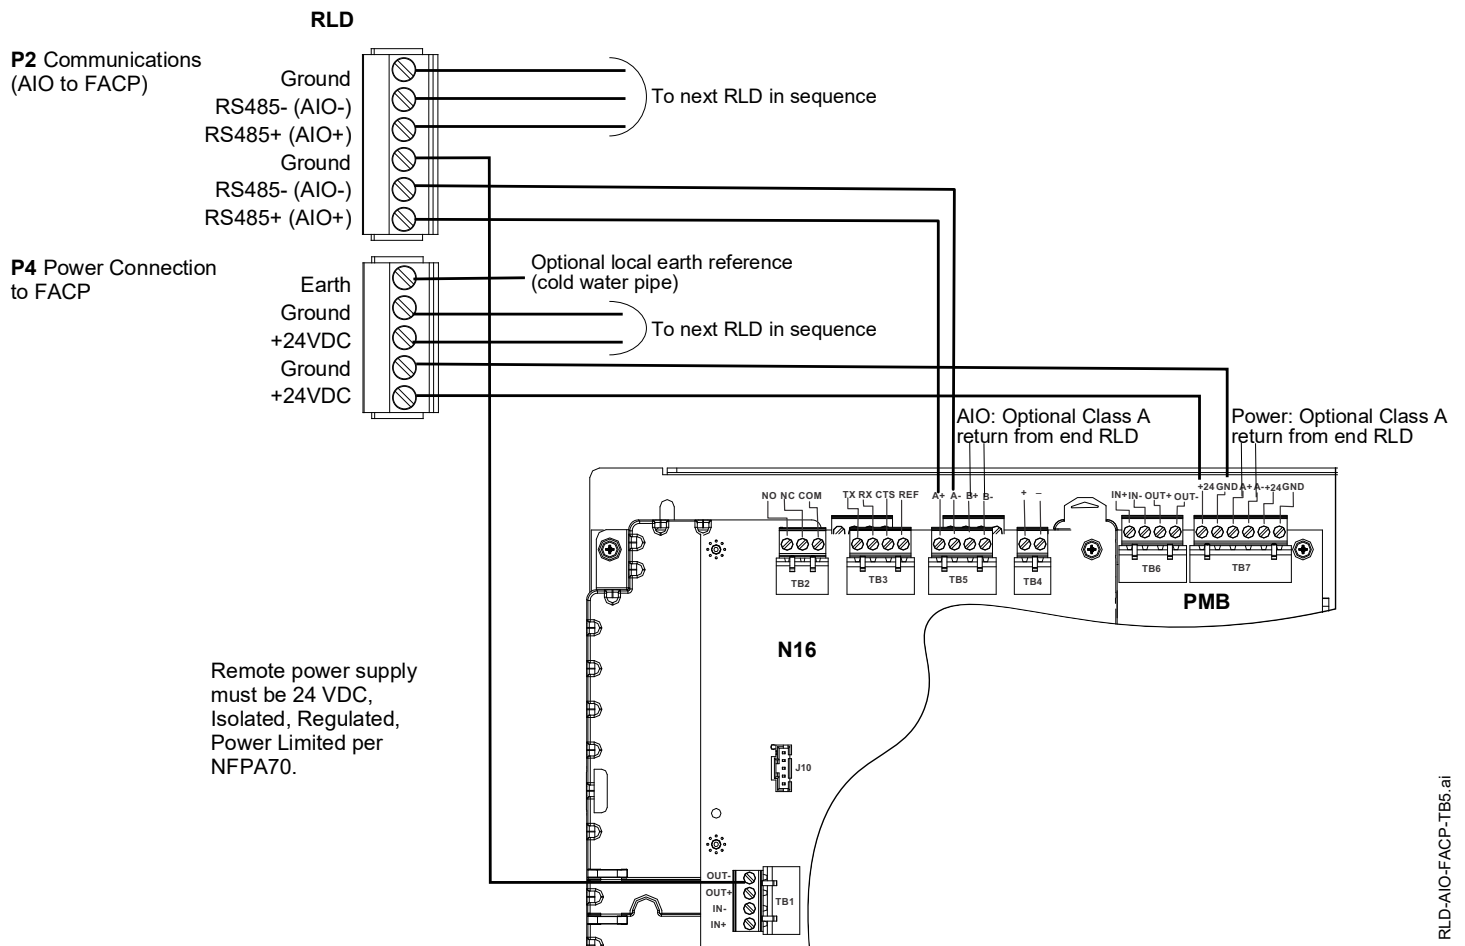 RLD
P2 Communications
(AIO to FACP)
Ground
RS485- (AIO-)
RS485+ (AIO+)
Ground
RS485- (AIO-)
RS485+ (AIO+)
To next RLD in sequence
P4 Power Connection
to FACP
Earth
Ground
+24VDC
Ground
+24VDC
Optional local earth reference
(cold water pipe)
To next RLD in sequence
AIO: Optional Class A
return from end RLD
Power: Optional Class A
return from end RLD
NO NC COM
TX RX CTS REF
A+ A- B+ B-
+ –
IN+ IN- OUT+ OUT-
+24 GND A+ A- +24 GND
TB2
TB3
TB5
TB4
TB6
TB7
PMB
N16
Remote power supply
must be 24 VDC,
Isolated, Regulated,
Power Limited per
NFPA70.
J10
OUT-
OUT+
IN-
IN+
TB1
RLD-AIO-FACP-TB5.ai